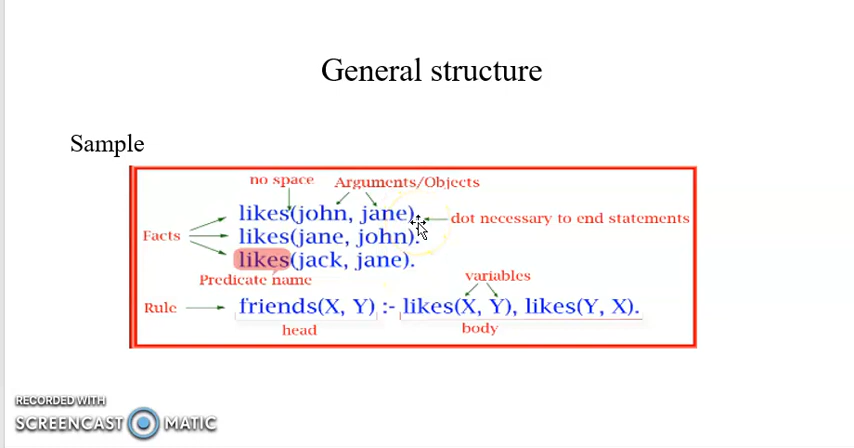 General structure
Sample
no space Arguments/Objects
likes(john, jane).
dot necessary to end statements
Facts
likes(jane, john).
likes(jack, jane).
Predicate name
variables
Rule
friends(X, Y) :- likes(X, Y), likes(Y, X).
head
body
RECORDED WITH
SCREENCAST MATIC